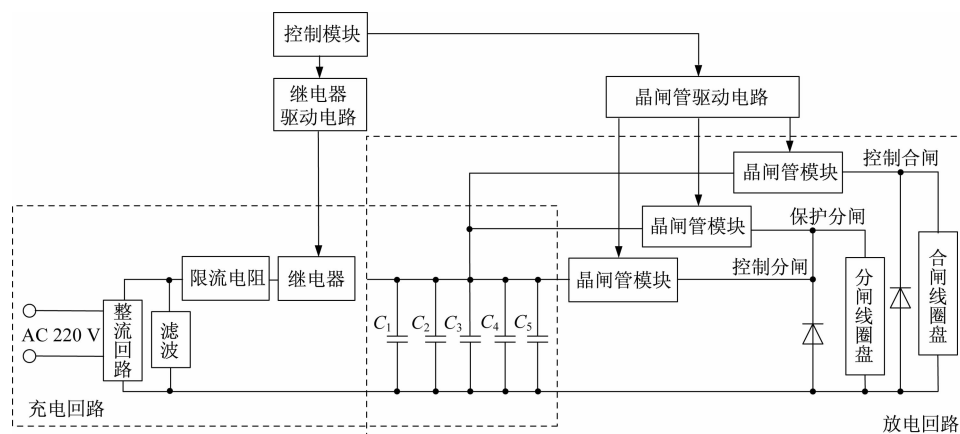 控制模块
继电器
驱动电路
晶闸管驱动电路
晶闸管模块
控制合闸
晶闸管模块
保护分闸
限流电阻
继电器
晶闸管模块
控制分闸
AC 220 V
整流回路
滤波
C1
C2
C3
C4
C5
分闸线圈盘
合闸线圈盘
充电回路
放电回路